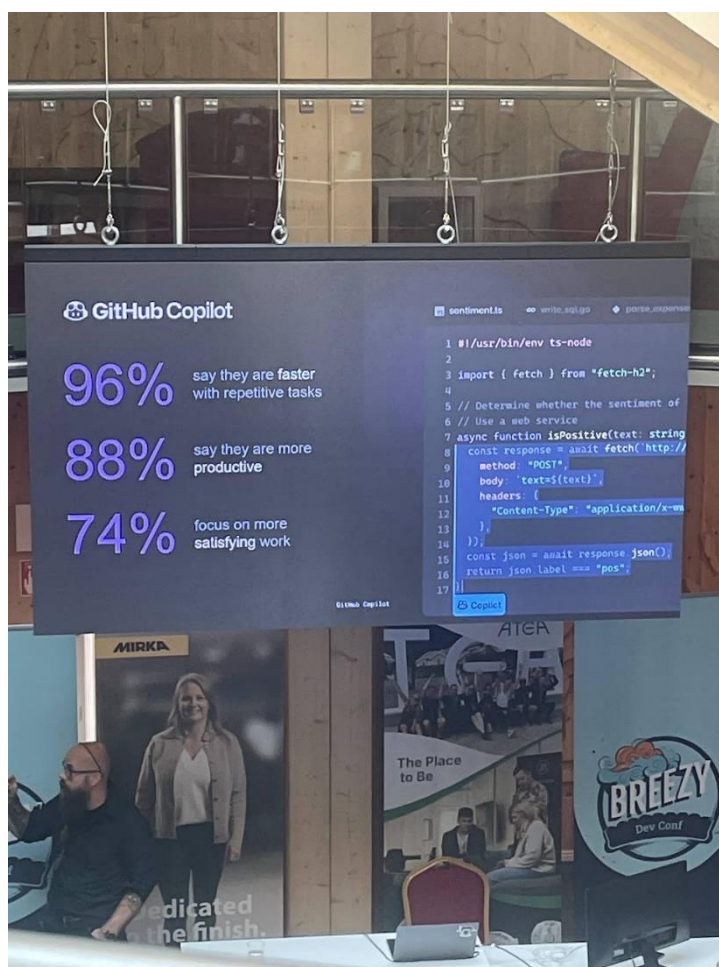 GitHub Copilot
96%
say they are faster
with repetitive tasks
88%
say they are more
productive
74%
focus on more
satisfying work
GitHub Copilot
sentiment.ts write_sql.go parse_expense
1 #!/usr/bin/env ts-node
2
3 import { fetch } from "fetch-h2";
4
5 // Determine whether the sentiment of
6 // Use a web service
7 async function isPositive(text: string
8 const response = await fetch(`http://
9 method: "POST",
10 body: `text=${text}`,
11 headers: {
12 "Content-Type": "application/x-ww
13 },
14 });
15 const json = await response.json();
16 return json.label === "pos";
17 }
Copilot
MIRKA
Dedicated
to the finish.
ATEA
The Place
to Be
BREEZY
Dev Conf